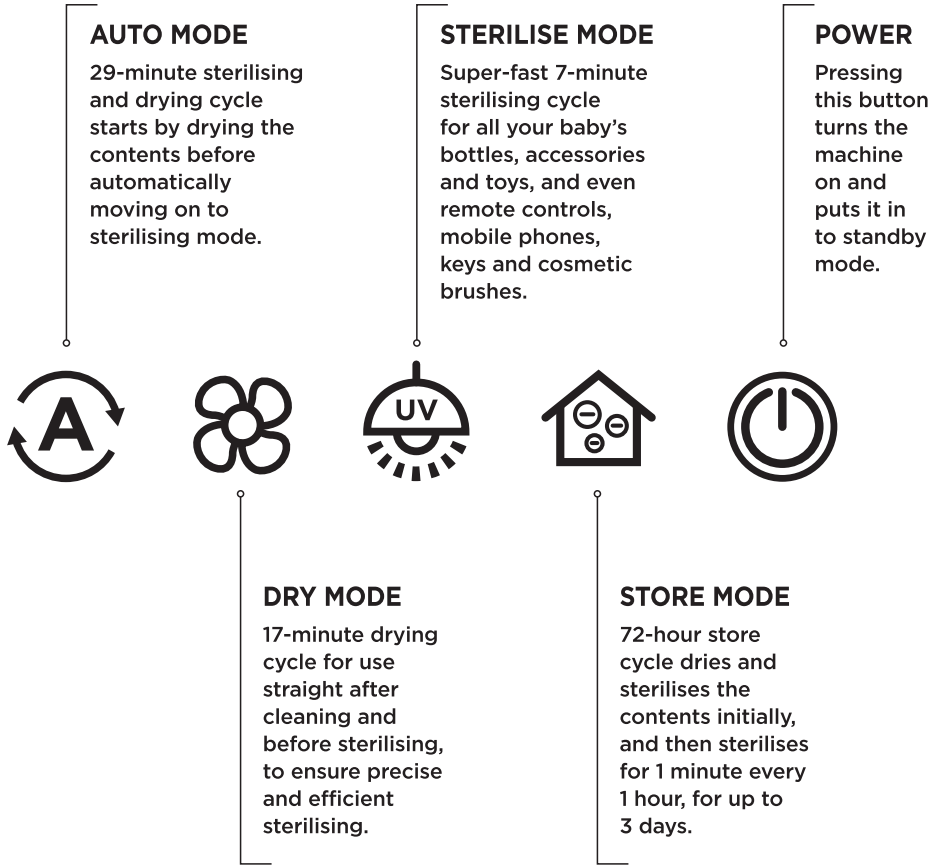 AUTO MODE
29-minute sterilising
and drying cycle
starts by drying the
contents before
automatically
moving on to
sterilising mode.
STERILISE MODE
Super-fast 7-minute
sterilising cycle
for all your baby’s
bottles, accessories
and toys, and even
remote controls,
mobile phones,
keys and cosmetic
brushes.
POWER
Pressing
this button
turns the
machine
on and
puts it in
to standby
mode.
A
UV
DRY MODE
17-minute drying
cycle for use
straight after
cleaning and
before sterilising,
to ensure precise
and efficient
sterilising.
STORE MODE
72-hour store
cycle dries and
sterilises the
contents initially,
and then sterilises
for 1 minute every
1 hour, for up to
3 days.